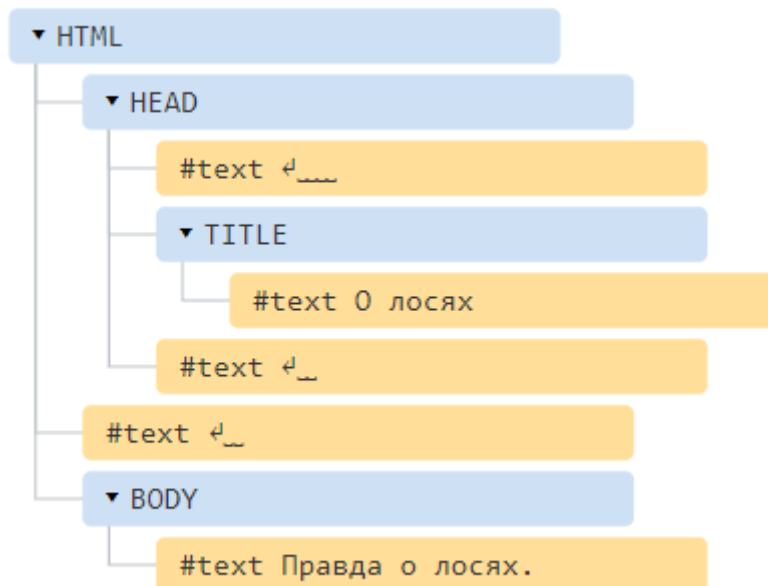 ▾ HTML
▾ HEAD
#text ↲␣␣␣␣
▾ TITLE
#text О лосях
#text ↲␣␣
#text ↲␣␣
▾ BODY
#text Правда о лосях.